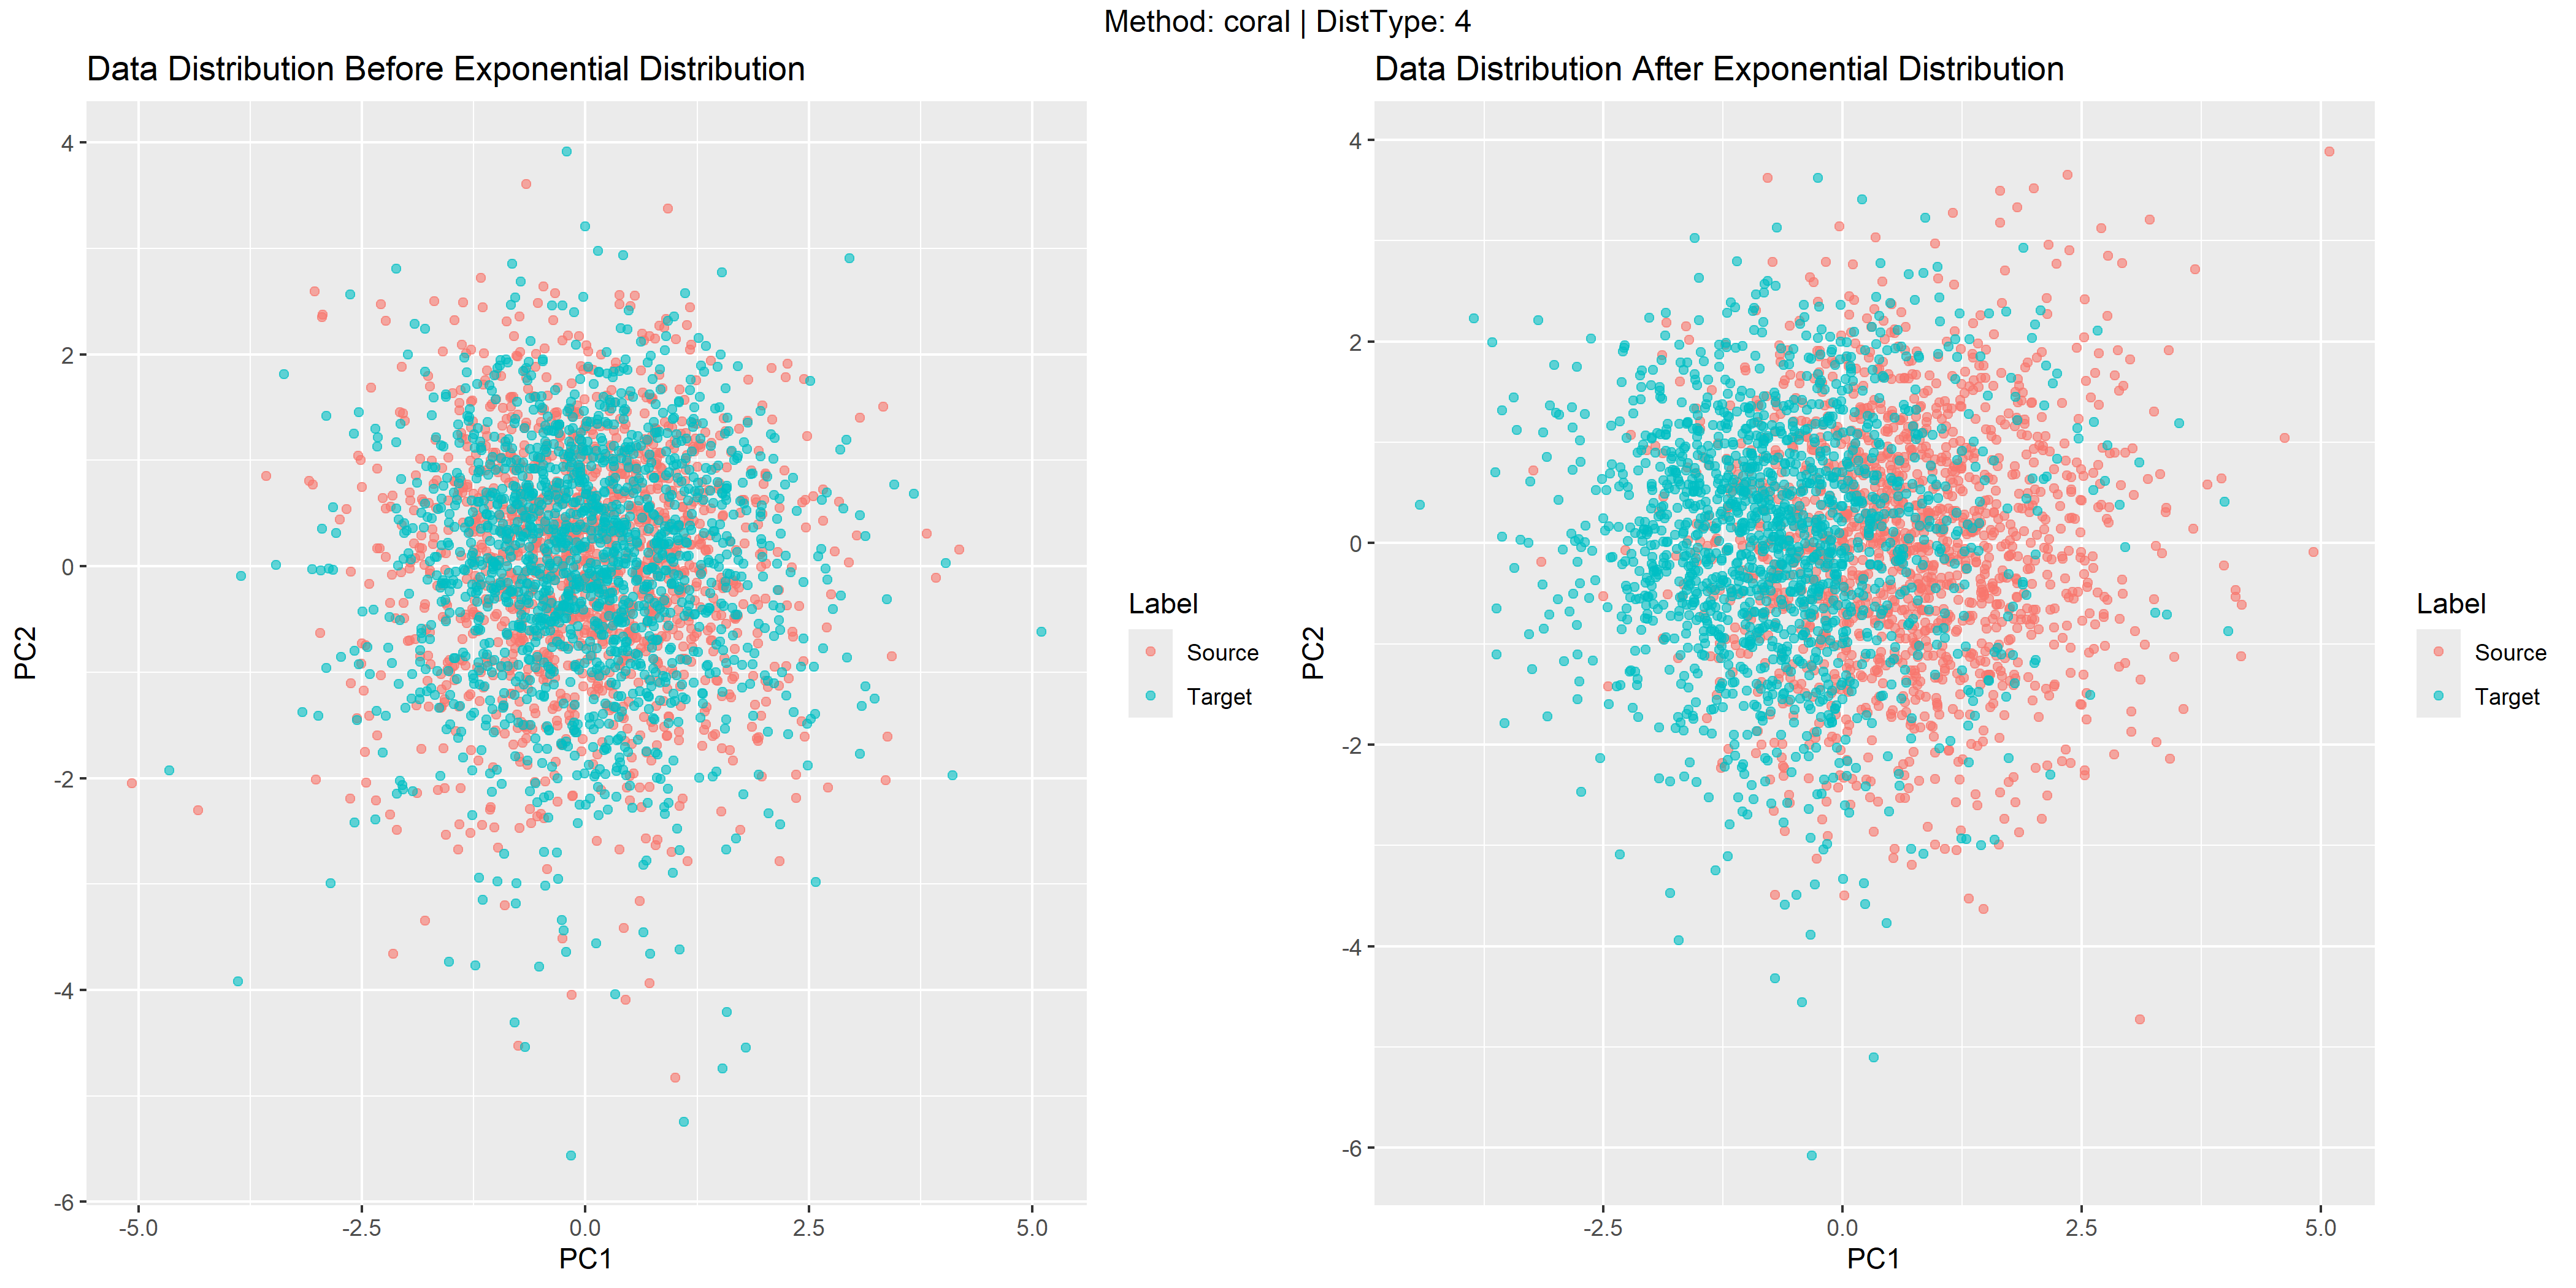 Method: coral | DistType: 4
Data Distribution Before Exponential Distribution
4
2
0
-2
-4
-6
PC2
-5.0 -2.5 0.0 2.5 5.0
PC1
Label
Source
Target
Data Distribution After Exponential Distribution
4
2
0
-2
-4
-6
PC2
-2.5 0.0 2.5 5.0
PC1
Label
Source
Target